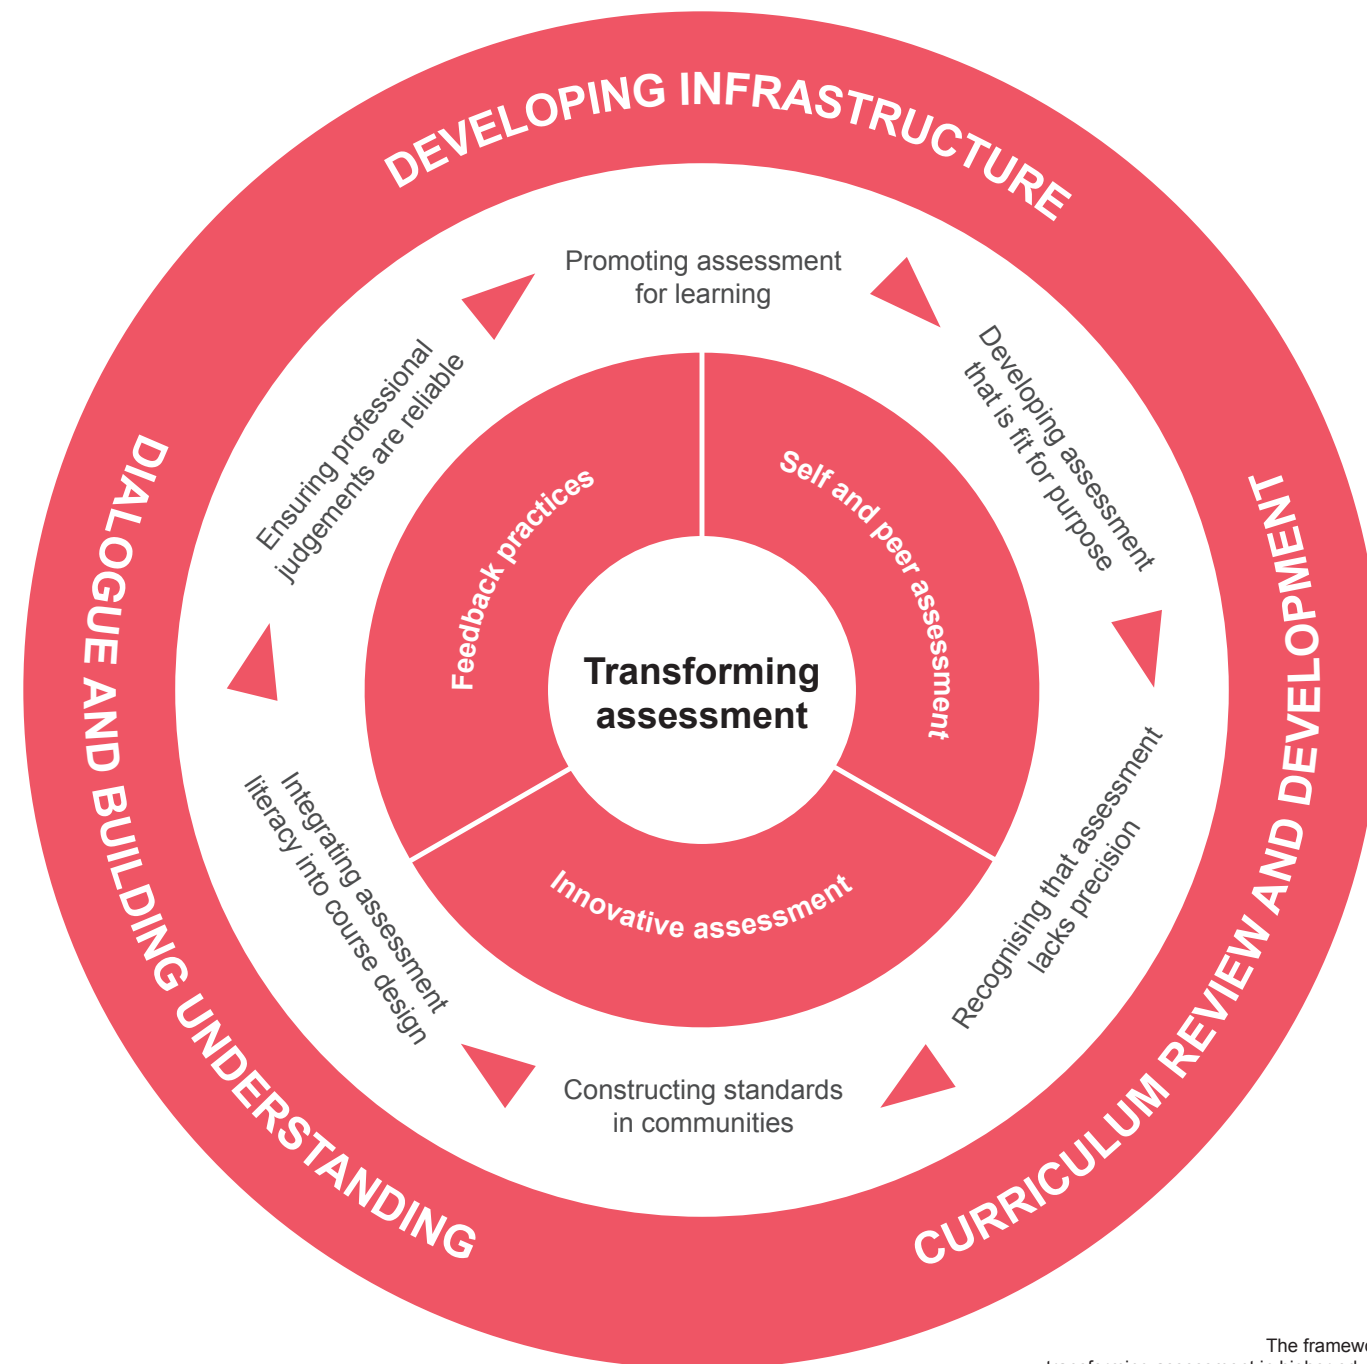 DEVELOPING INFRASTRUCTURE
Promoting assessment
for learning
Developing assessment
that is fit for purpose
Ensuring professional
judgements are reliable
Feedback practices
Self and peer assessment
DIALOGUE AND BUILDING UNDERSTANDING
CURRICULUM REVIEW AND DEVELOPMENT
Transforming
assessment
Innovative assessment
Recognising that assessment
lacks precision
Integrating assessment
literacy into course design
Constructing standards
in communities
The